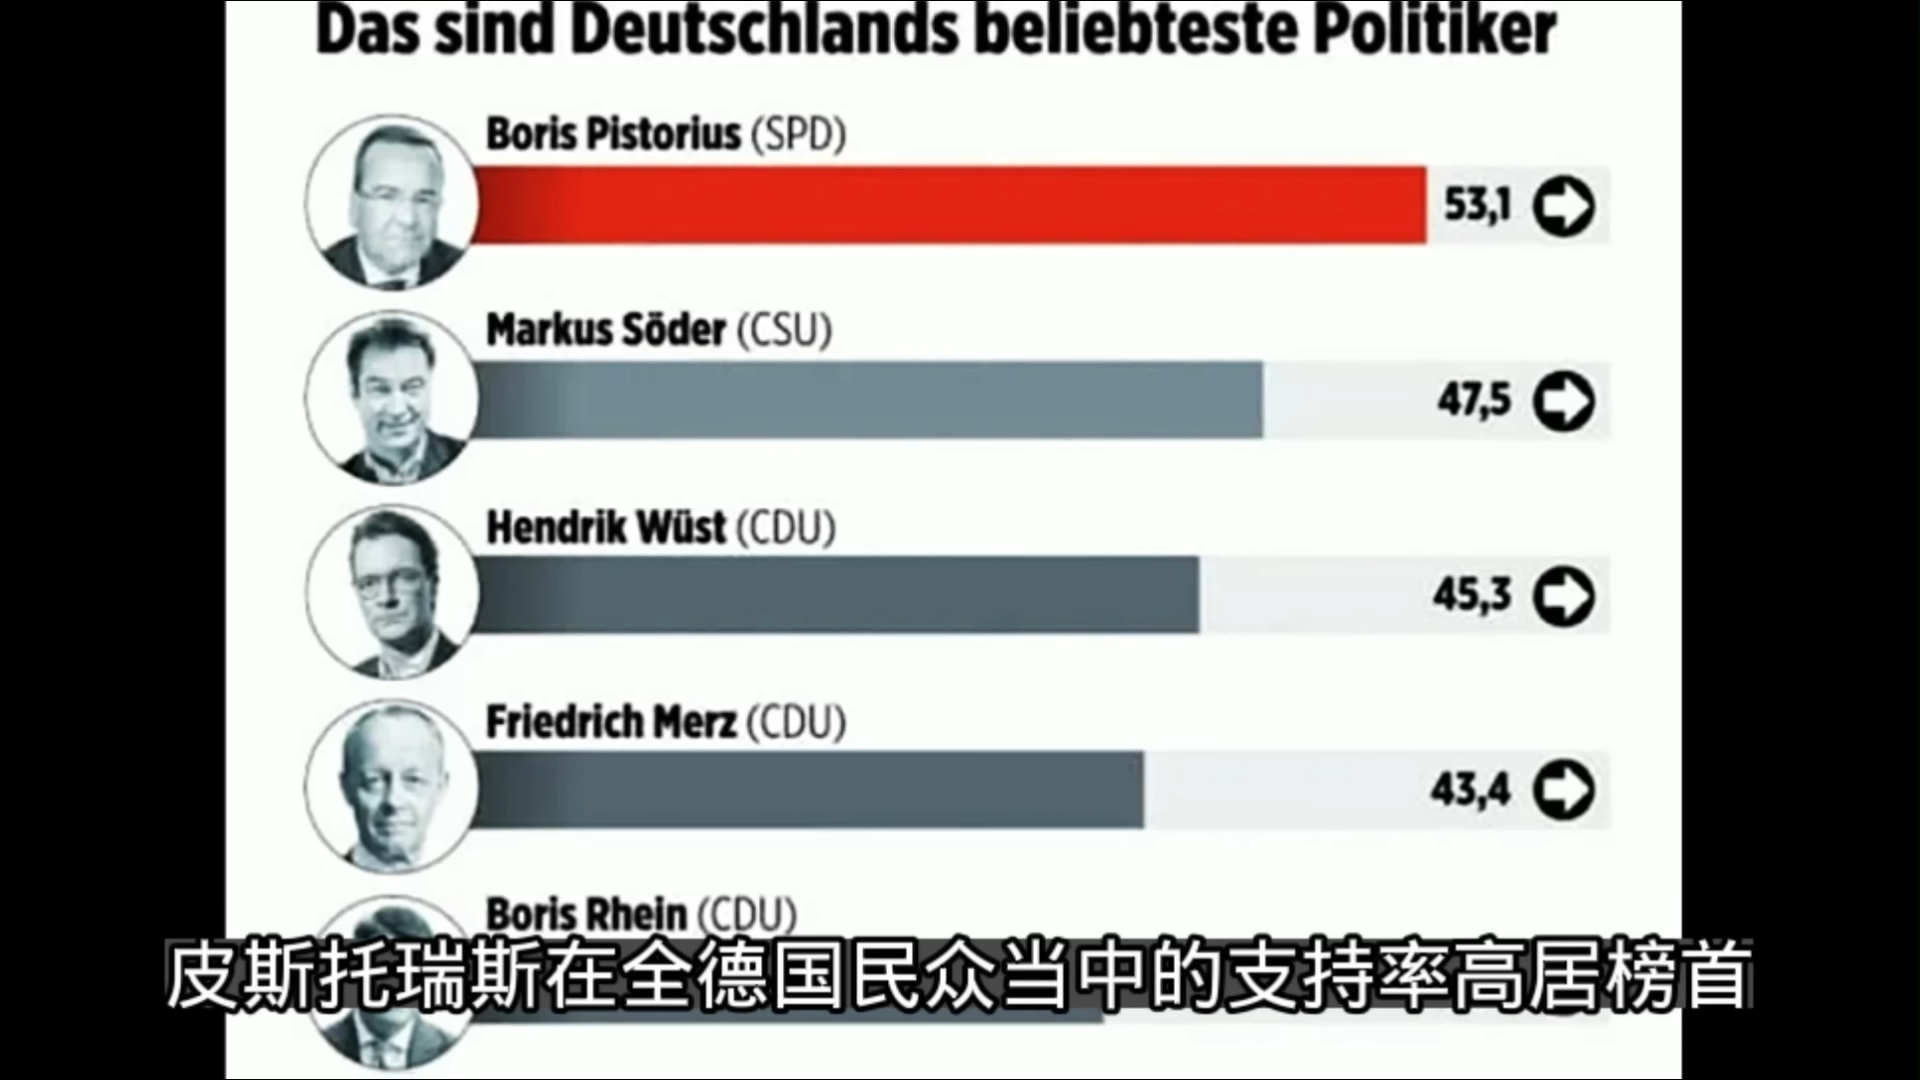 Das sind Deutschlands beliebteste Politiker
Boris Pistorius (SPD)
53,1
Markus Söder (CSU)
47,5
Hendrik Wüst (CDU)
45,3
Friedrich Merz (CDU)
43,4
Boris Rhein (CDU)
皮斯托瑞斯在全德国民众当中的支持率高居榜首